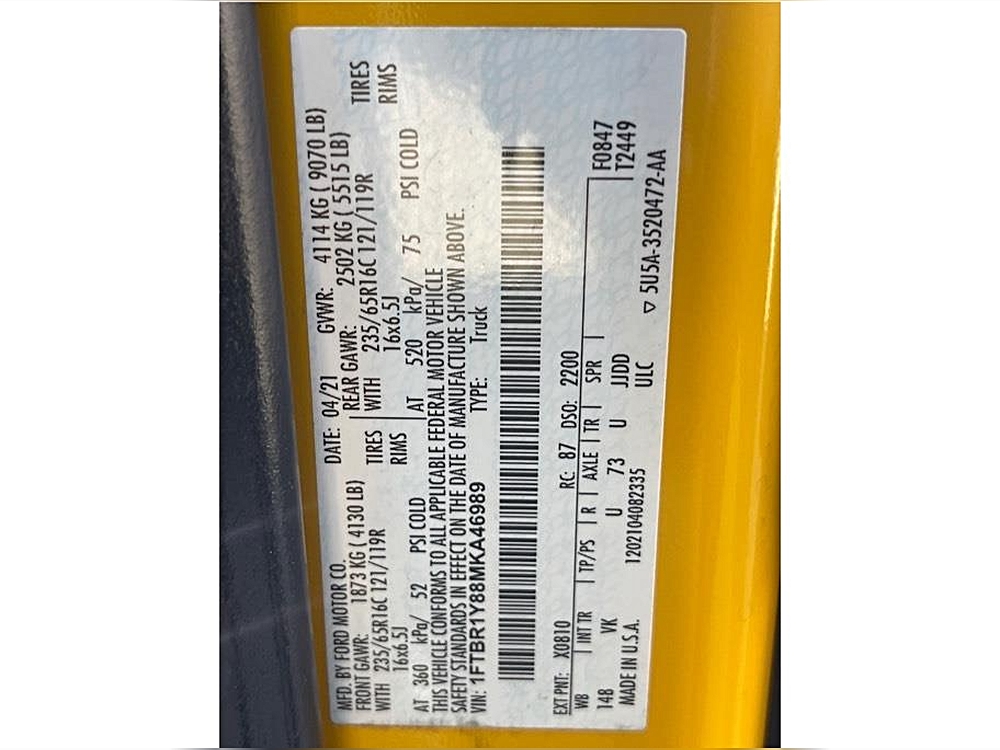 MFD. BY FORD MOTOR CO. DATE: 04/21 GVWR: 4114 KG ( 9070 LB)
FRONT GAWR: 1873 KG ( 4130 LB) REAR GAWR: 2502 KG ( 5515 LB)
WITH 235/65R16C 121/119R TIRES WITH 235/65R16C 121/119R TIRES
16x6.5J RIMS 16x6.5J RIMS
AT 360 kPa/ 52 PSI COLD AT 520 kPa/ 75 PSI COLD
THIS VEHICLE CONFORMS TO ALL APPLICABLE FEDERAL MOTOR VEHICLE
SAFETY STANDARDS IN EFFECT ON THE DATE OF MANUFACTURE SHOWN ABOVE.
VIN: 1FTBR1Y88MKA46989 TYPE: Truck
EXT PNT: X0810 RC: 87 DSO: 2200
WB INT TR TP/PS R AXLE TR SPR F0847
148 VK U 73 U JJDD T2449
MADE IN U.S.A. 1202104082335 ULC ▽ 5U5A-3520472-AA